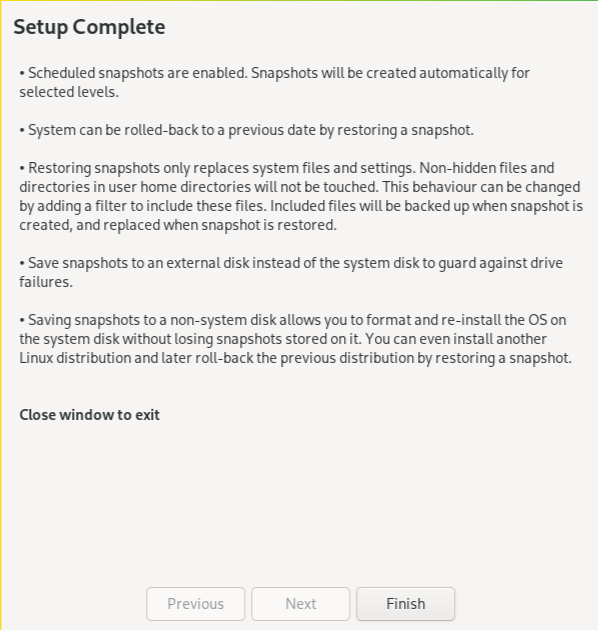 Setup Complete
• Scheduled snapshots are enabled. Snapshots will be created automatically for
selected levels.
• System can be rolled-back to a previous date by restoring a snapshot.
• Restoring snapshots only replaces system files and settings. Non-hidden files and
directories in user home directories will not be touched. This behaviour can be changed
by adding a filter to include these files. Included files will be backed up when snapshot is
created, and replaced when snapshot is restored.
• Save snapshots to an external disk instead of the system disk to guard against drive
failures.
• Saving snapshots to a non-system disk allows you to format and re-install the OS on
the system disk without losing snapshots stored on it. You can even install another
Linux distribution and later roll-back the previous distribution by restoring a snapshot.
Close window to exit
Previous
Next
Finish